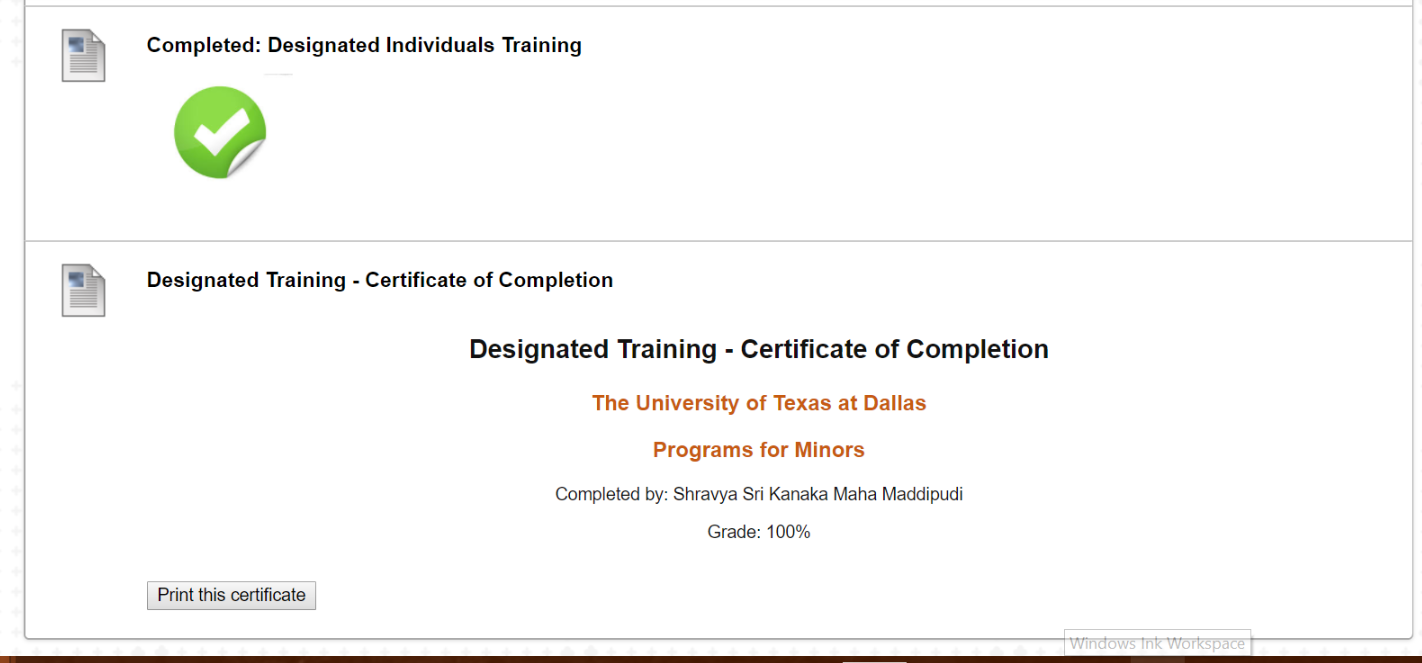 Completed: Designated Individuals Training
Designated Training - Certificate of Completion
Designated Training - Certificate of Completion
The University of Texas at Dallas
Programs for Minors
Completed by: Shravya Sri Kanaka Maha Maddipudi
Grade: 100%
Print this certificate
Windows Ink Workspace